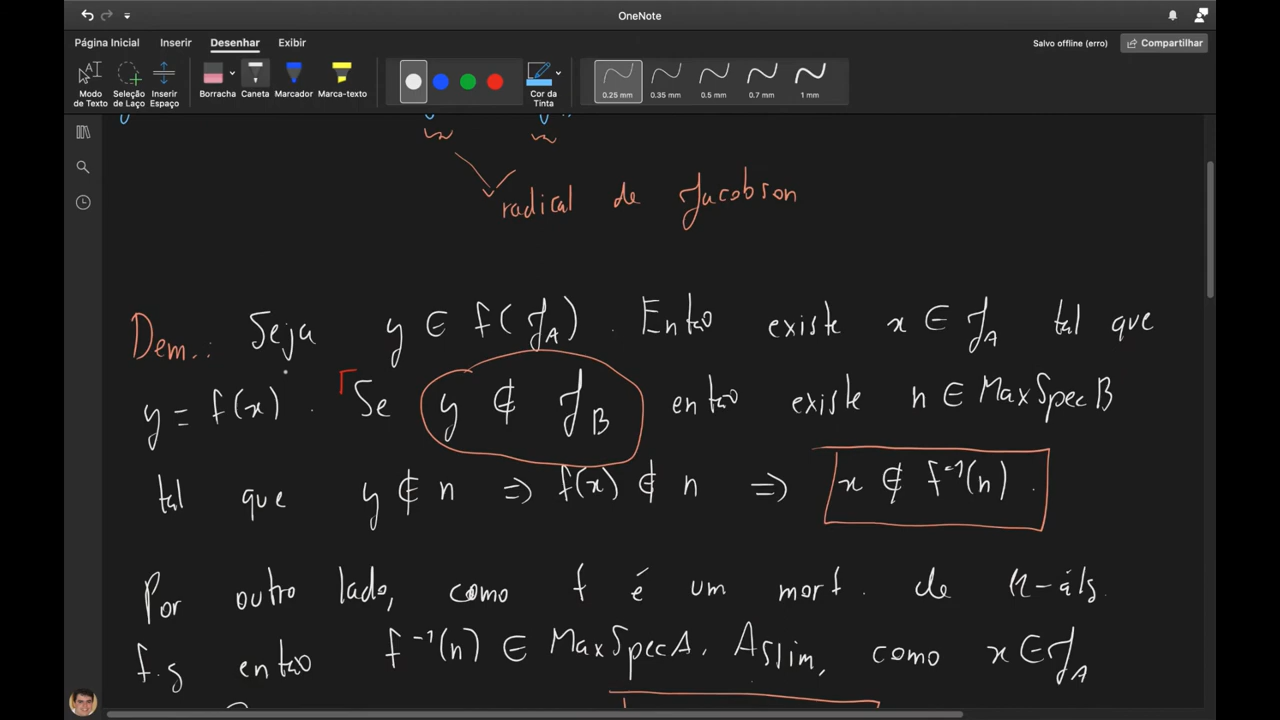 OneNote
Página Inicial Inserir Desenhar Exibir Salvo offline (erro) Compartilhar
Modo de Texto Seleção de Laço Inserir Espaço Borracha Caneta Marcador Marca-texto Cor da Tinta 0.25 mm 0.35 mm 0.5 mm 0.7 mm 1 mm
radical de Jacobson
Dem.: Seja y ∈ f(J_A). Então existe x ∈ J_A tal que
y = f(x). Se y ∉ J_B então existe n ∈ MaxSpecB
tal que y ∉ n ⇒ f(x) ∉ n ⇒ x ∉ f⁻¹(n).
Por outro lado, como f é um morf. de k-álg.
f.g então f⁻¹(n) ∈ MaxSpecA. Assim, como x ∈ J_A